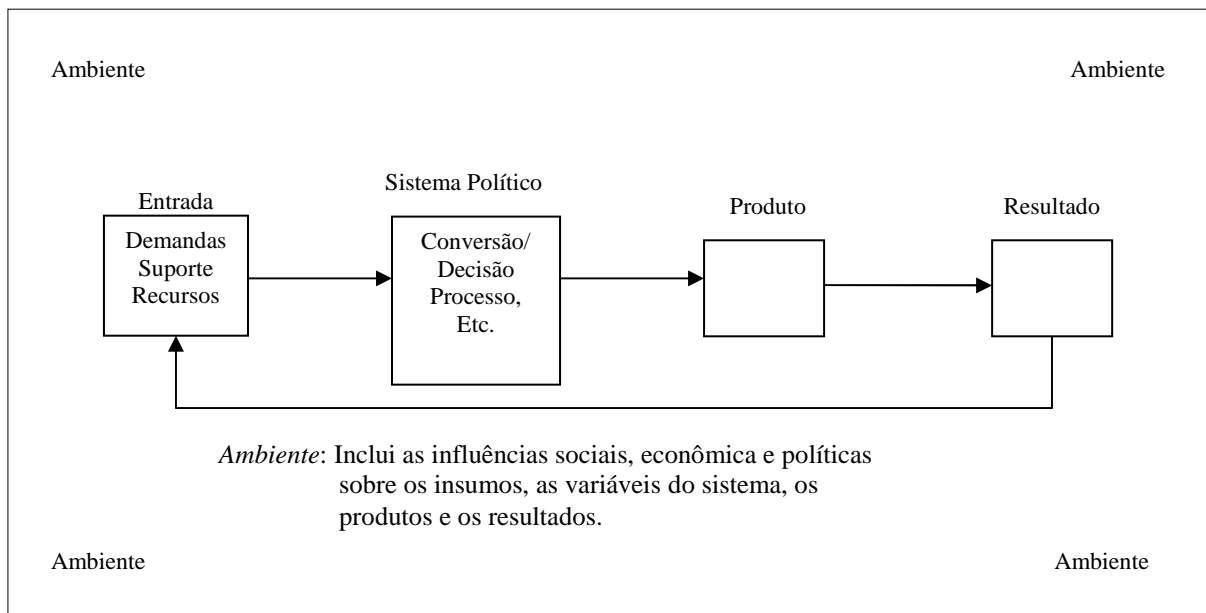 Ambiente
Ambiente
Sistema Político
Entrada
Produto
Resultado
Demandas
Suporte
Recursos
Conversão/
Decisão
Processo,
Etc.
Ambiente: Inclui as influências sociais, econômica e políticas
sobre os insumos, as variáveis do sistema, os
produtos e os resultados.
Ambiente
Ambiente